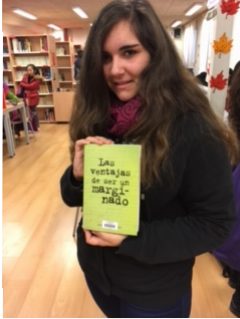 Las
ventajas
de ser un
margi-
nado